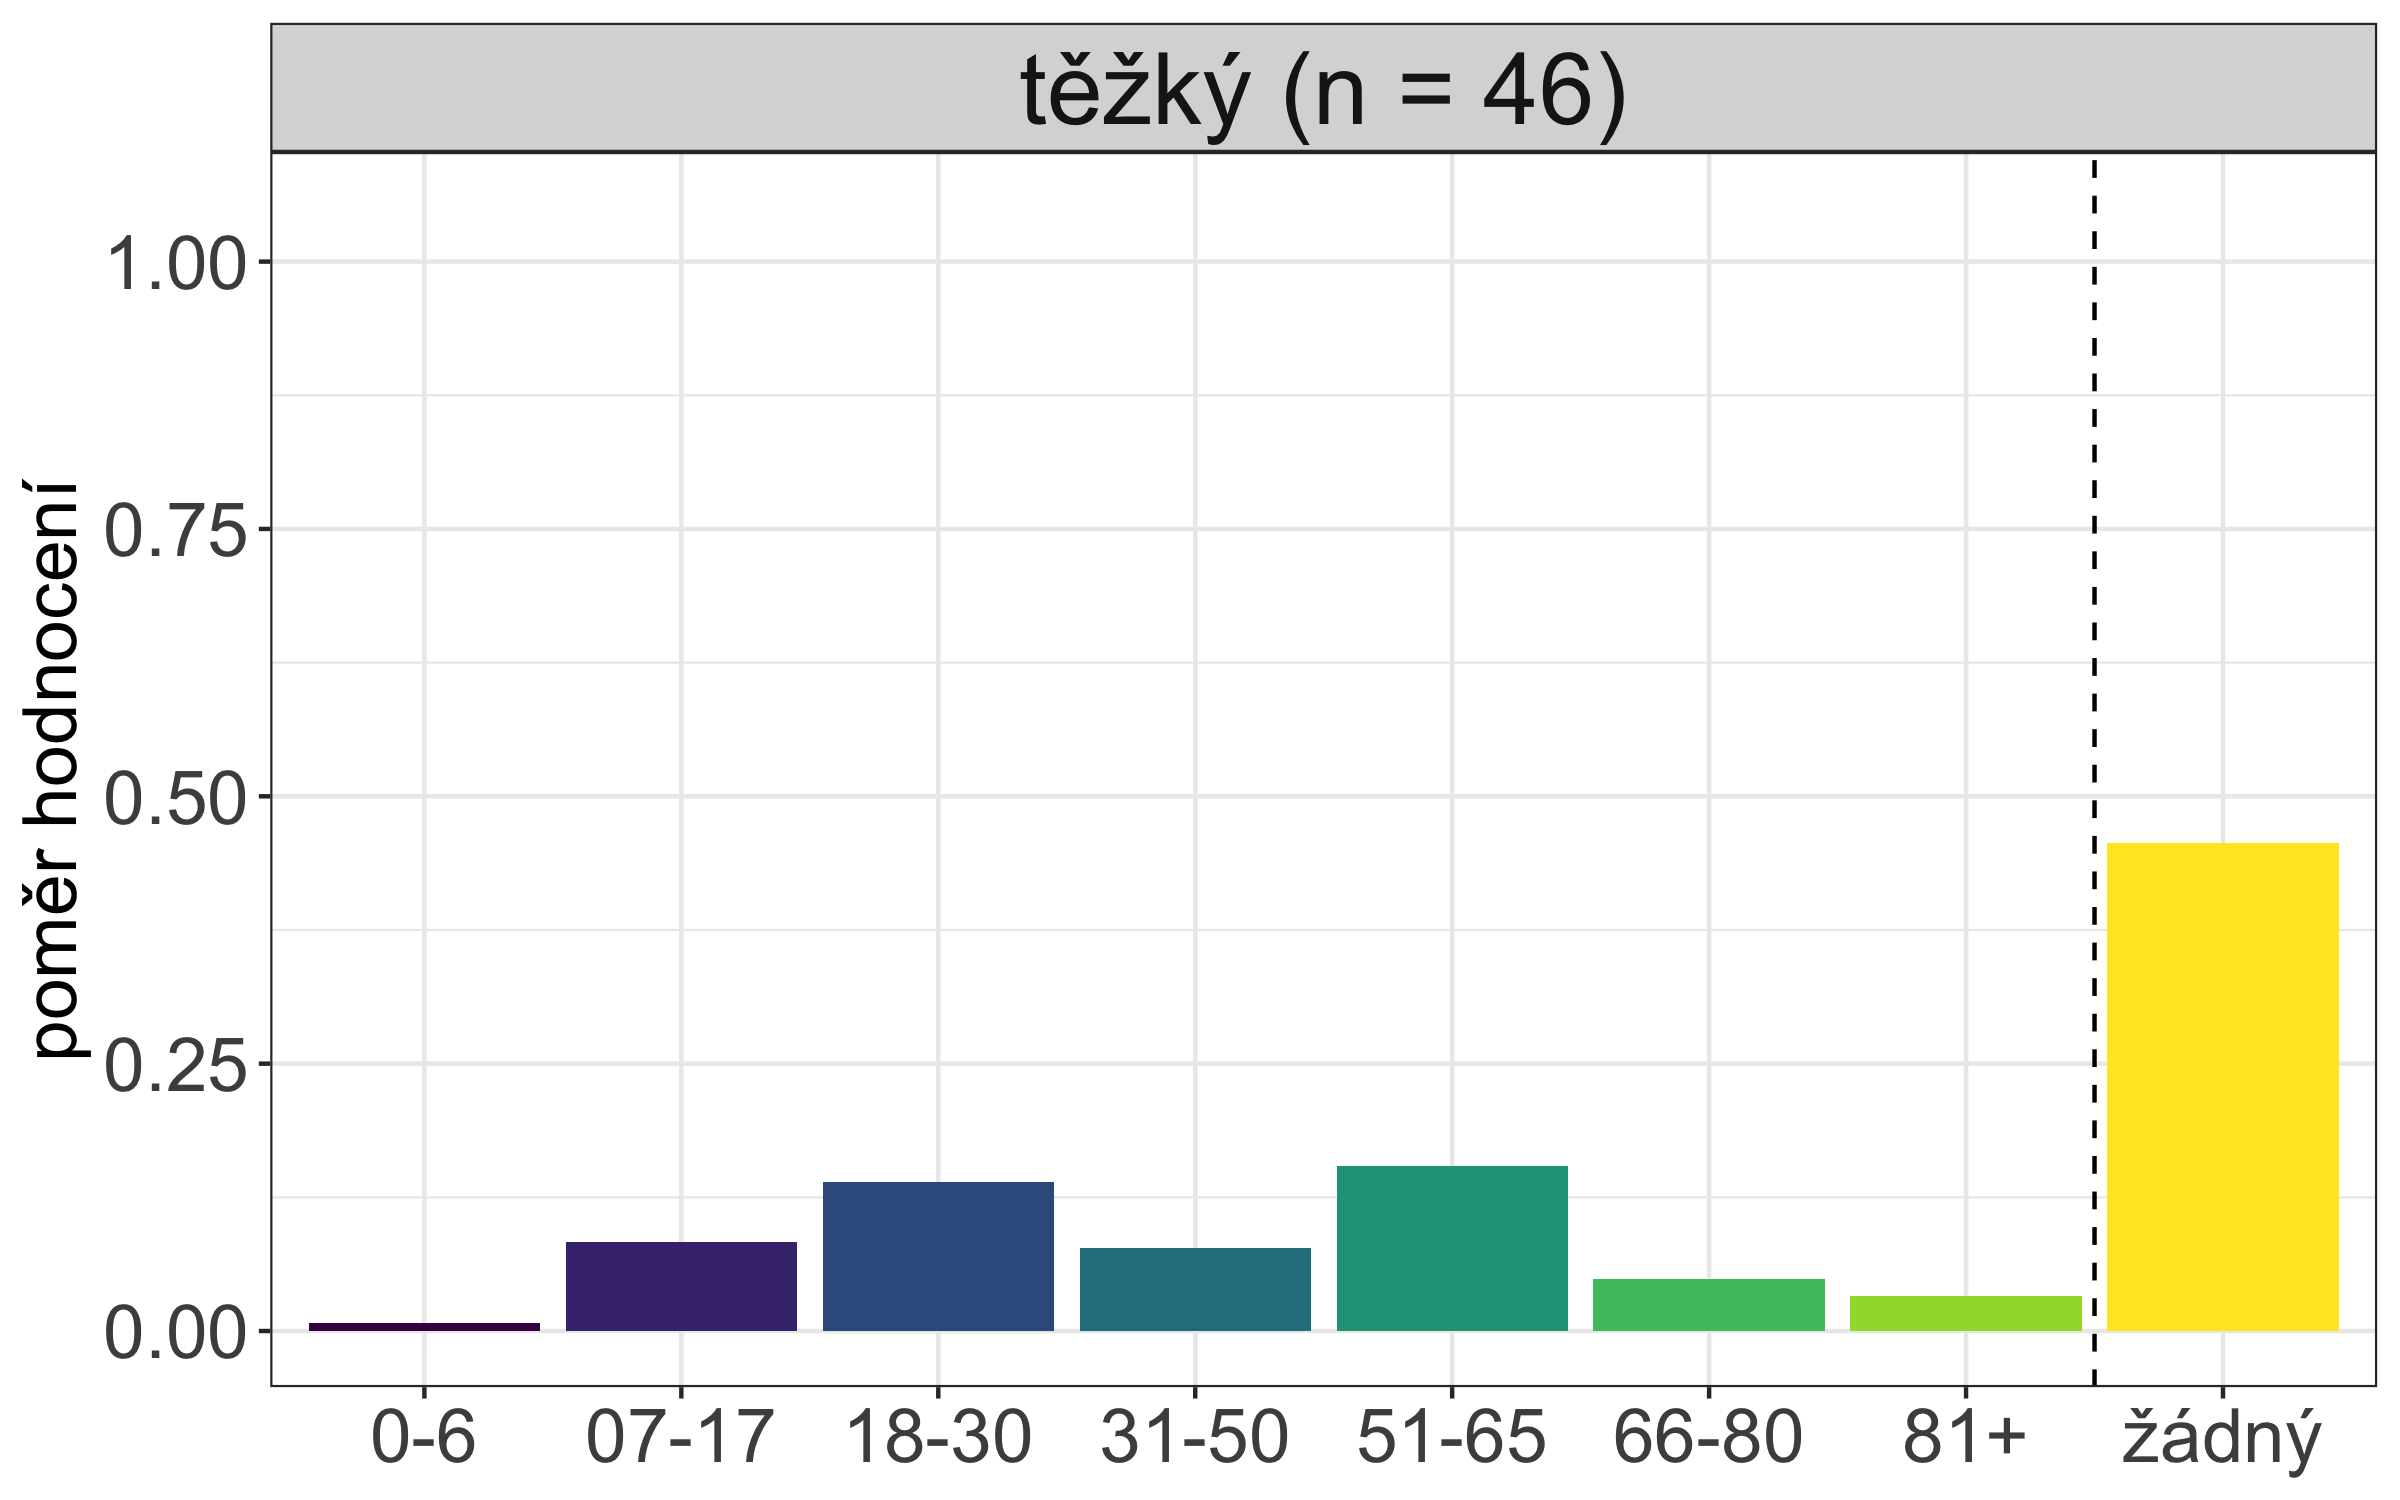 těžký (n = 46)
poměr hodnocení
1.00
0.75
0.50
0.25
0.00
0-6 07-17 18-30 31-50 51-65 66-80 81+ žádný